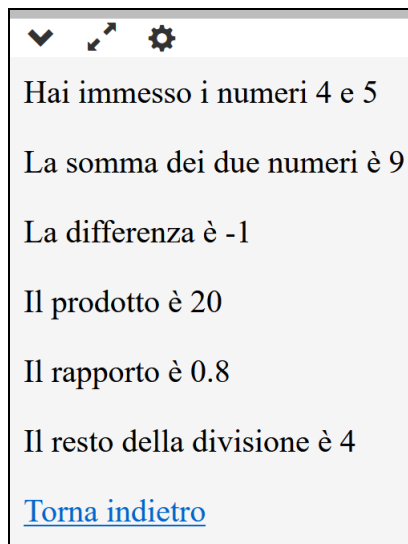 Hai immesso i numeri 4 e 5
La somma dei due numeri è 9
La differenza è -1
Il prodotto è 20
Il rapporto è 0.8
Il resto della divisione è 4
Torna indietro